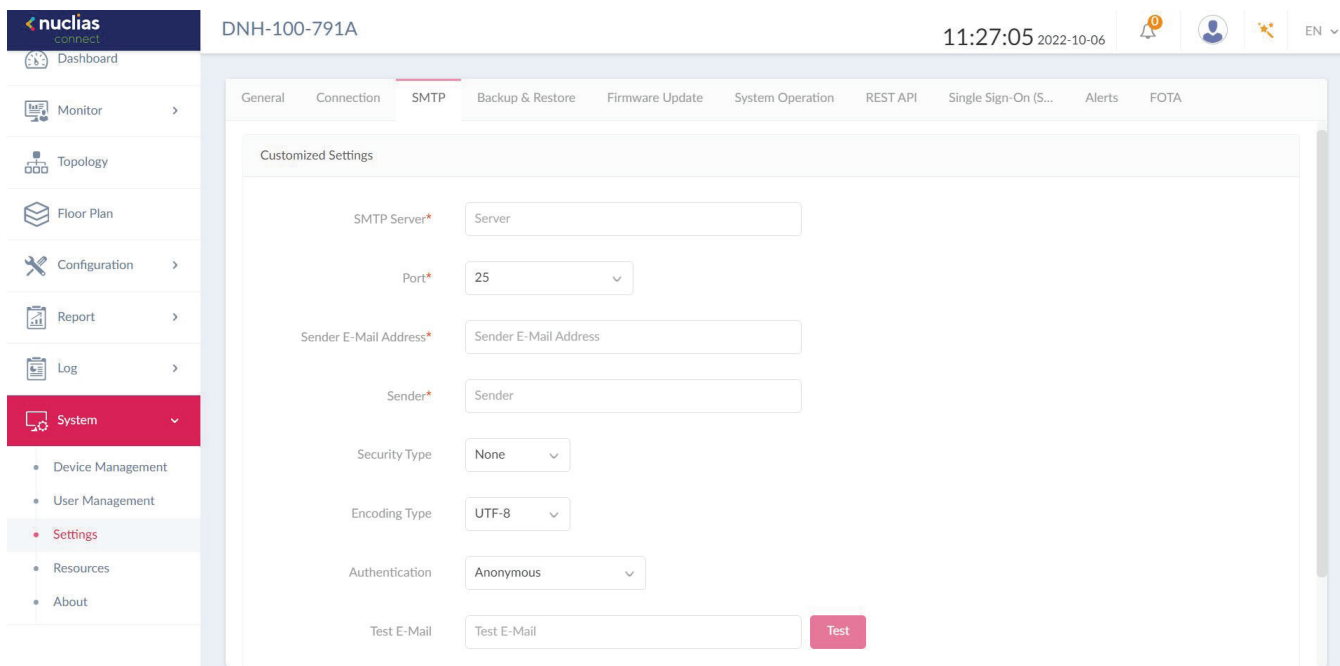 nuclias
connect
DNH-100-791A
11:27:05 2022-10-06
0
EN
Dashboard
Monitor
Topology
Floor Plan
Configuration
Report
Log
System
Device Management
User Management
Settings
Resources
About
General Connection SMTP Backup & Restore Firmware Update System Operation REST API Single Sign-On (S... Alerts FOTA
Customized Settings
SMTP Server* Server
Port* 25
Sender E-Mail Address* Sender E-Mail Address
Sender* Sender
Security Type None
Encoding Type UTF-8
Authentication Anonymous
Test E-Mail Test E-Mail Test